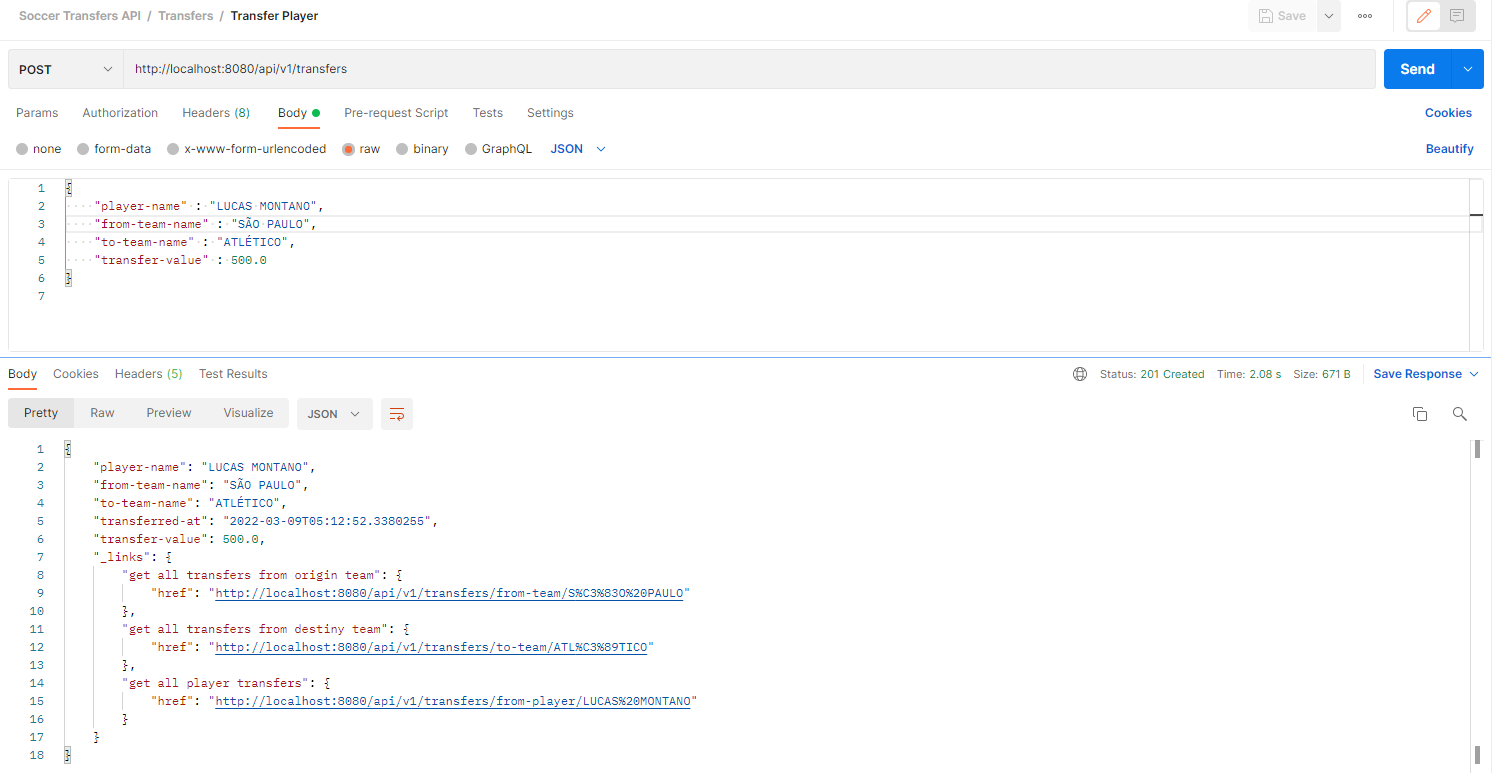 Soccer Transfers API / Transfers / Transfer Player Save
POST http://localhost:8080/api/v1/transfers Send
Params Authorization Headers (8) Body Pre-request Script Tests Settings Cookies
none form-data x-www-form-urlencoded raw binary GraphQL JSON Beautify
1 {
2 "player-name" : "LUCAS MONTANO",
3 "from-team-name" : "SÃO PAULO",
4 "to-team-name" : "ATLÉTICO",
5 "transfer-value" : 500.0
6 }
7
Body Cookies Headers (5) Test Results Status: 201 Created Time: 2.08 s Size: 671 B Save Response
Pretty Raw Preview Visualize JSON
1 {
2 "player-name": "LUCAS MONTANO",
3 "from-team-name": "SÃO PAULO",
4 "to-team-name": "ATLÉTICO",
5 "transferred-at": "2022-03-09T05:12:52.3380255",
6 "transfer-value": 500.0,
7 "_links": {
8 "get all transfers from origin team": {
9 "href": "http://localhost:8080/api/v1/transfers/from-team/S%C3%83O%20PAULO"
10 },
11 "get all transfers from destiny team": {
12 "href": "http://localhost:8080/api/v1/transfers/to-team/ATL%C3%89TICO"
13 },
14 "get all player transfers": {
15 "href": "http://localhost:8080/api/v1/transfers/from-player/LUCAS%20MONTANO"
16 }
17 }
18 }